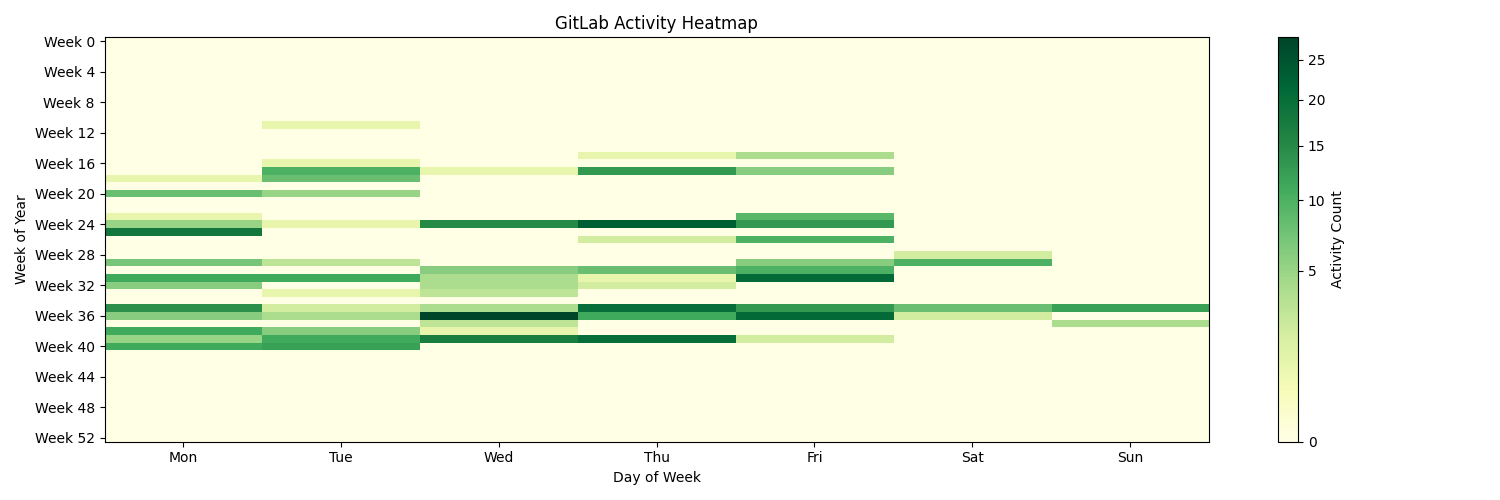 GitLab Activity Heatmap
Week 0
Week 4
Week 8
Week 12
Week 16
Week 20
Week 24
Week 28
Week 32
Week 36
Week 40
Week 44
Week 48
Week 52
Week of Year
Mon Tue Wed Thu Fri Sat Sun
Day of Week
25
20
15
10
5
0
Activity Count